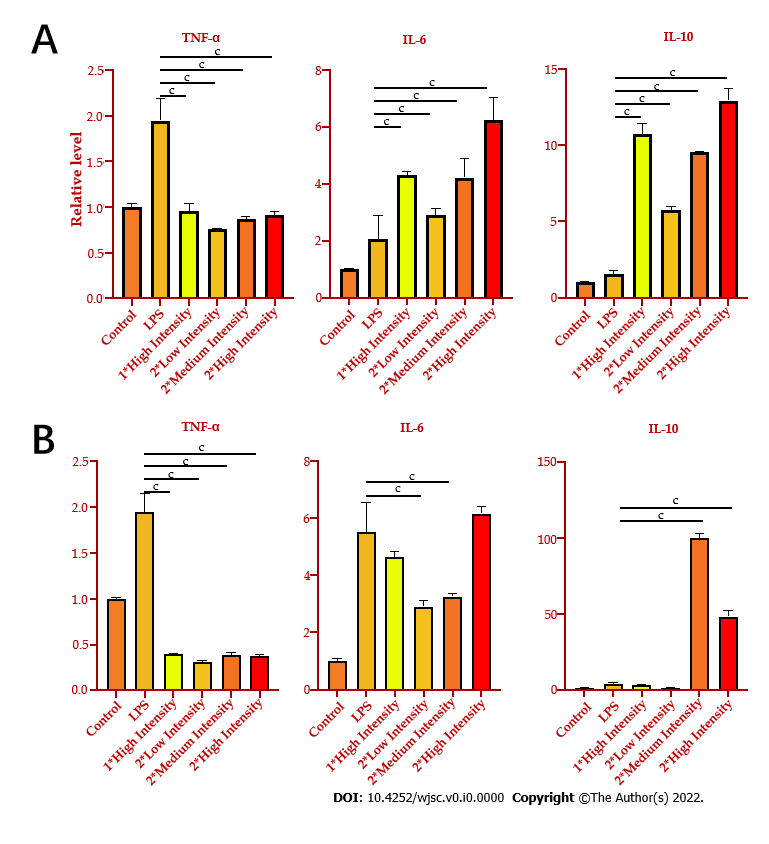 A
TNF-α
IL-6
IL-10
c
c
c
c
c
c
c
c
c
c
c
c
Relative level
2.5
2.0
1.5
1.0
0.5
0.0
8
6
4
2
0
15
10
5
0
Control
LPS
1*High Intensity
2*Low Intensity
2*Medium Intensity
2*High Intensity
Control
LPS
1*High Intensity
2*Low Intensity
2*Medium Intensity
2*High Intensity
Control
LPS
1*High Intensity
2*Low Intensity
2*Medium Intensity
2*High Intensity
B
TNF-α
IL-6
IL-10
c
c
c
c
c
c
c
c
2.5
2.0
1.5
1.0
0.5
0.0
8
6
4
2
0
150
100
50
0
Control
LPS
1*High Intensity
2*Low Intensity
2*Medium Intensity
2*High Intensity
Control
LPS
1*High Intensity
2*Low Intensity
2*Medium Intensity
2*High Intensity
Control
LPS
1*High Intensity
2*Low Intensity
2*Medium Intensity
2*High Intensity
DOI: 10.4252/wjsc.v0.i0.0000 Copyright ©The Author(s) 2022.